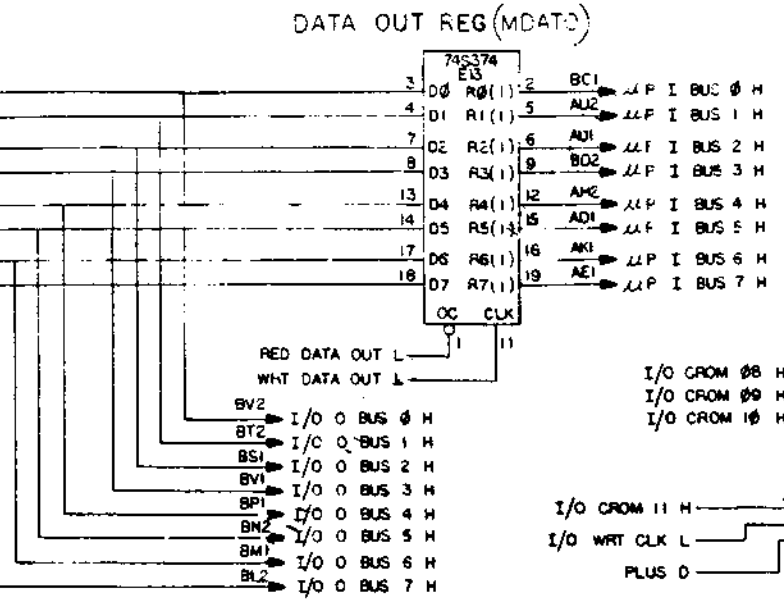 DATA OUT REG (MDATO)
74S374
E13
3 DØ RØ(1) 2 BC1 µP I BUS Ø H
4 D1 R1(1) 5 AU2 µP I BUS 1 H
7 D2 R2(1) 6 AU1 µP I BUS 2 H
8 D3 R3(1) 9 BD2 µP I BUS 3 H
13 D4 R4(1) 12 AH2 µP I BUS 4 H
14 D5 R5(1) 15 AD1 µP I BUS 5 H
17 D6 R6(1) 16 AK1 µP I BUS 6 H
18 D7 R7(1) 19 AE1 µP I BUS 7 H
OC CLK
1 11
RED DATA OUT L
WRT DATA OUT L
I/O CROM Ø8 H
I/O CROM Ø9 H
I/O CROM 1Ø H
BV2 I/O O BUS Ø H
BT2 I/O O BUS 1 H
BS1 I/O O BUS 2 H
BV1 I/O O BUS 3 H
BP1 I/O O BUS 4 H
BN2 I/O O BUS 5 H
BM1 I/O O BUS 6 H
BL2 I/O O BUS 7 H
I/O CROM 11 H
I/O WRT CLK L
PLUS D